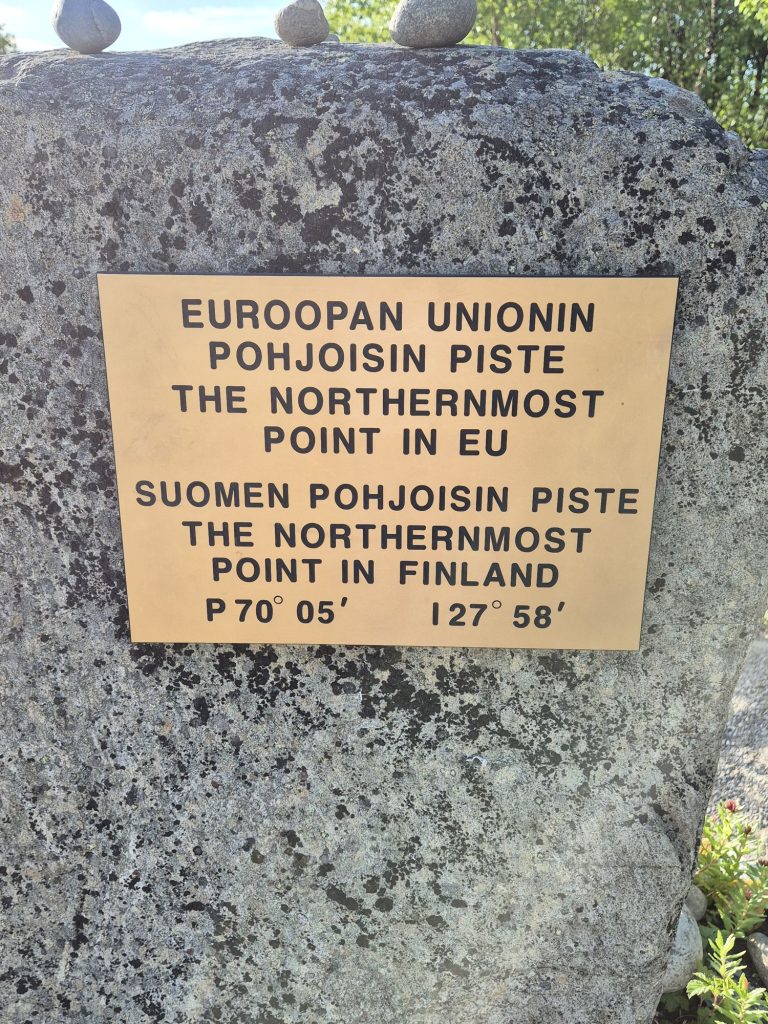 EUROOPAN UNIONIN
POHJOISIN PISTE
THE NORTHERNMOST
POINT IN EU
SUOMEN POHJOISIN PISTE
THE NORTHERNMOST
POINT IN FINLAND
P 70° 05′ I 27° 58′